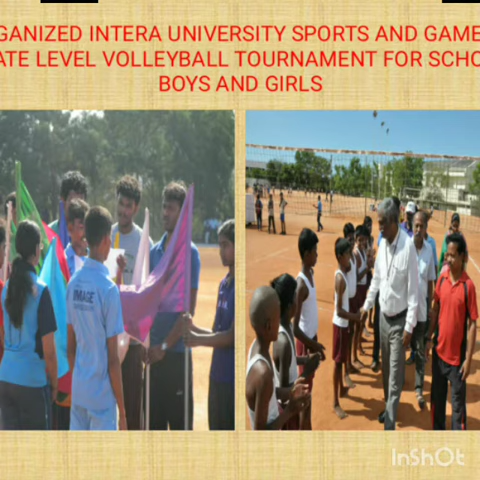 GANIZED INTERA UNIVERSITY SPORTS AND GAME
ATE LEVEL VOLLEYBALL TOURNAMENT FOR SCHO
BOYS AND GIRLS
IMAGE
InShOt